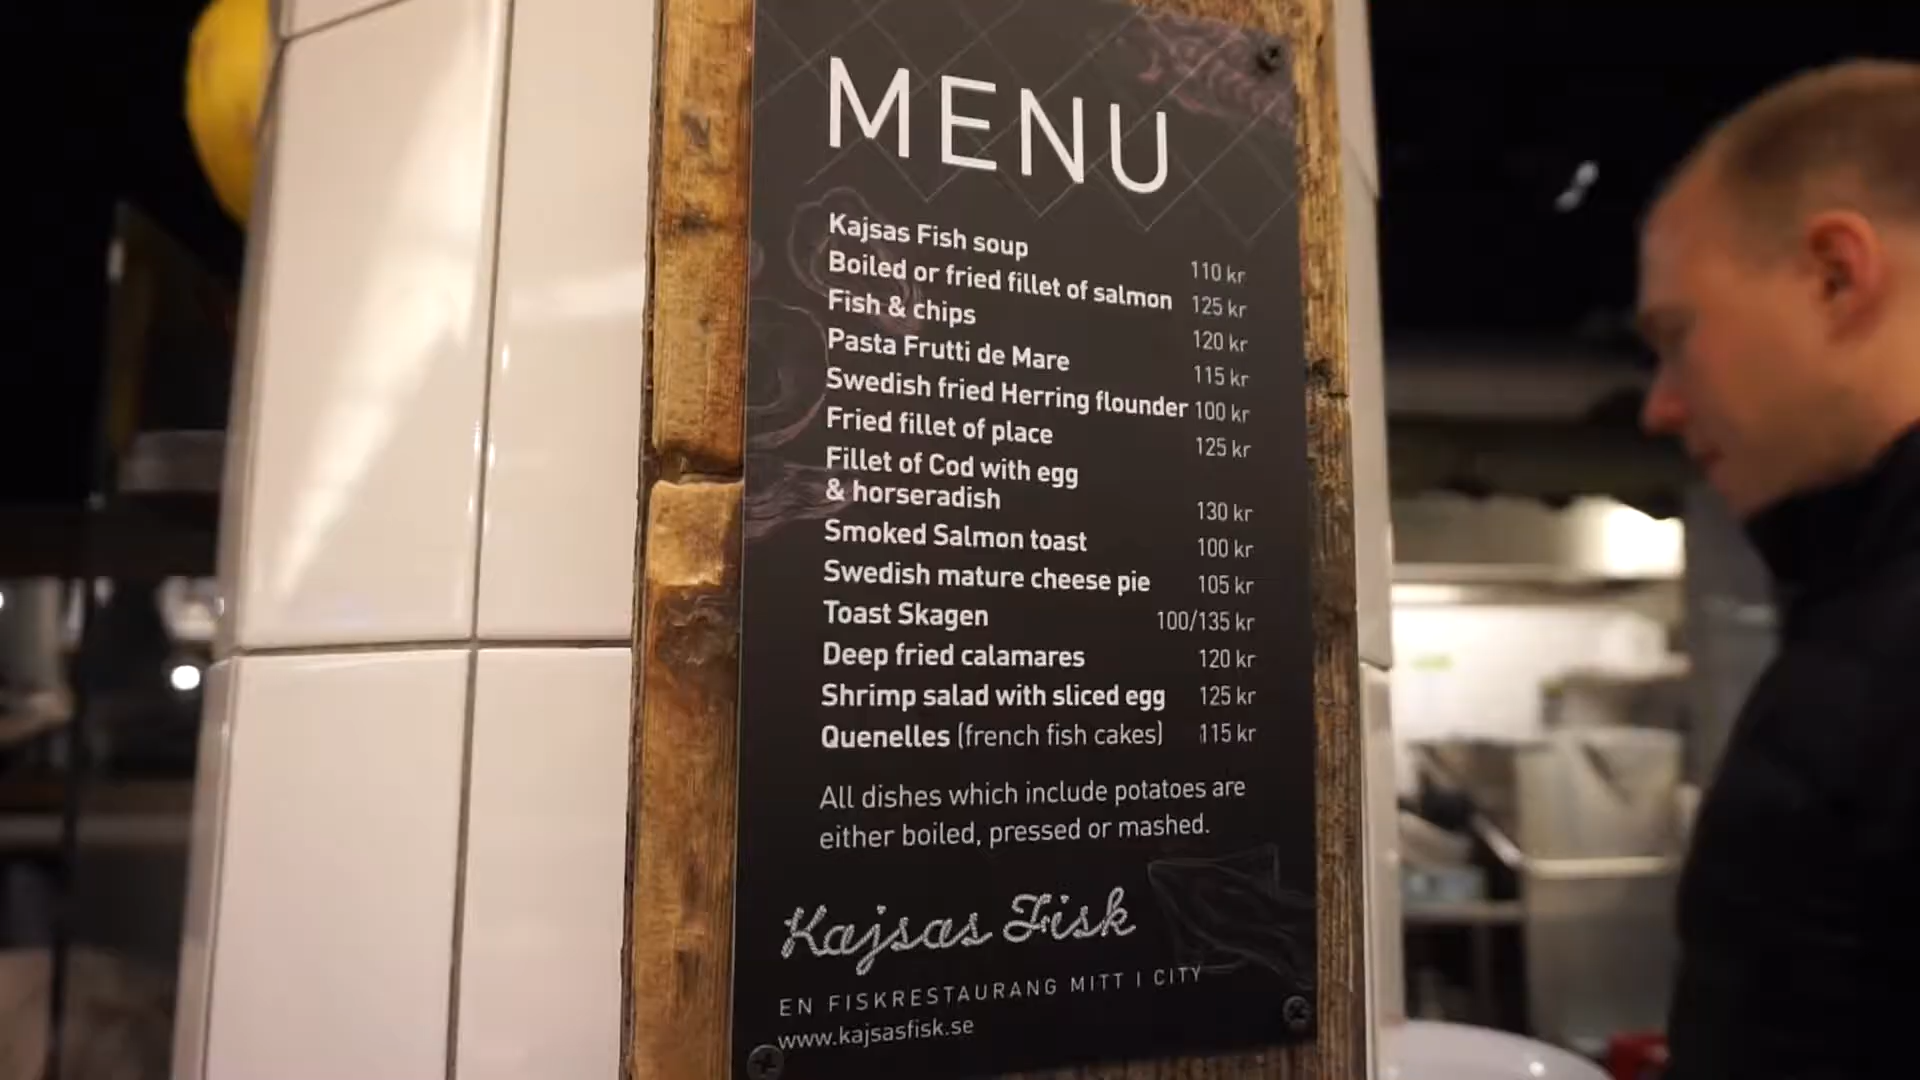 MENU
Kajsas Fish soup 110 kr
Boiled or fried fillet of salmon 125 kr
Fish & chips 120 kr
Pasta Frutti de Mare 115 kr
Swedish fried Herring flounder 100 kr
Fried fillet of place 125 kr
Fillet of Cod with egg
& horseradish 130 kr
Smoked Salmon toast 100 kr
Swedish mature cheese pie 105 kr
Toast Skagen 100/135 kr
Deep fried calamares 120 kr
Shrimp salad with sliced egg 125 kr
Quenelles (french fish cakes) 115 kr
All dishes which include potatoes are
either boiled, pressed or mashed.
Kajsas Fisk
EN FISKRESTAURANG MITT I CITY
www.kajsasfisk.se